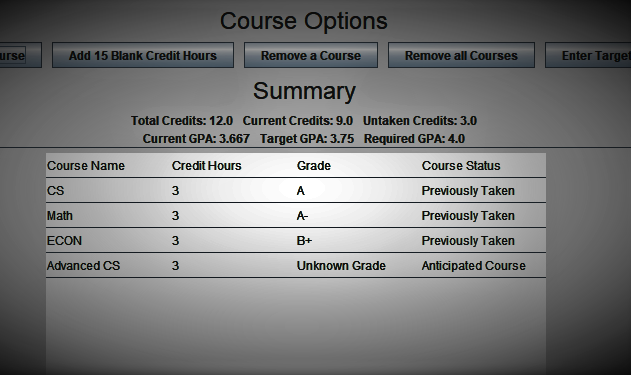 Course Options
urse Add 15 Blank Credit Hours Remove a Course Remove all Courses Enter Target
Summary
Total Credits: 12.0 Current Credits: 9.0 Untaken Credits: 3.0
Current GPA: 3.667 Target GPA: 3.75 Required GPA: 4.0
Course Name Credit Hours Grade Course Status
CS 3 A Previously Taken
Math 3 A- Previously Taken
ECON 3 B+ Previously Taken
Advanced CS 3 Unknown Grade Anticipated Course